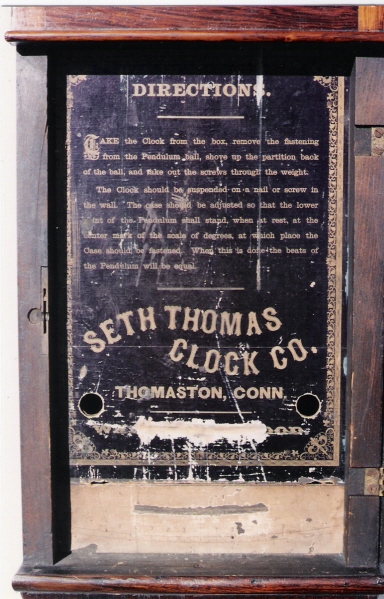 DIRECTIONS.
TAKE the Clock from the box, remove the fastening
from the Pendulum ball, shove up the partition back
of the ball, and take out the screws through the weight.
The Clock should be suspended on a nail or screw in
the wall. The case should be adjusted so that the lower
of the Pendulum shall stand, when at rest, at the
center mark of the scale of degrees, at which place the
Case should be fastened. When this is done the beats of
the Pendulum will be equal.
SETH THOMAS
CLOCK CO.
THOMASTON, CONN.